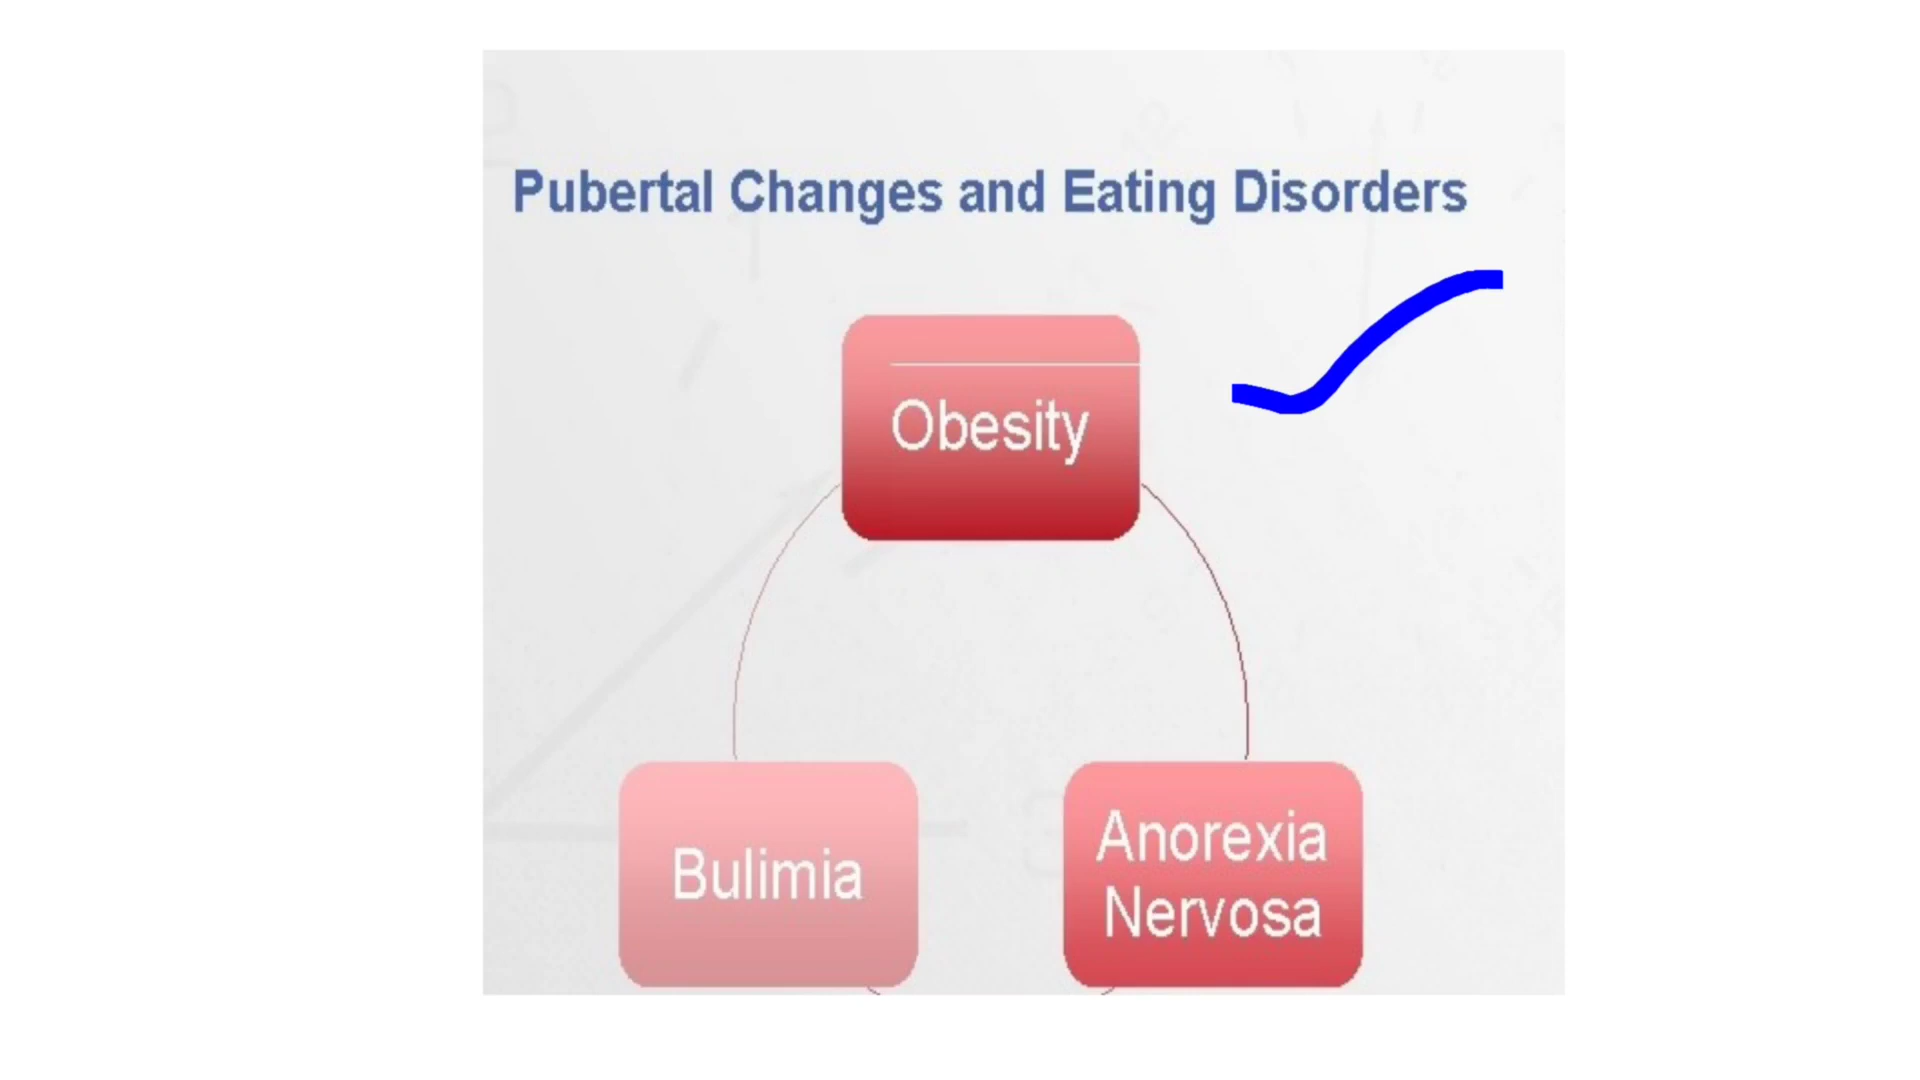 Pubertal Changes and Eating Disorders
Obesity
Bulimia
Anorexia
Nervosa